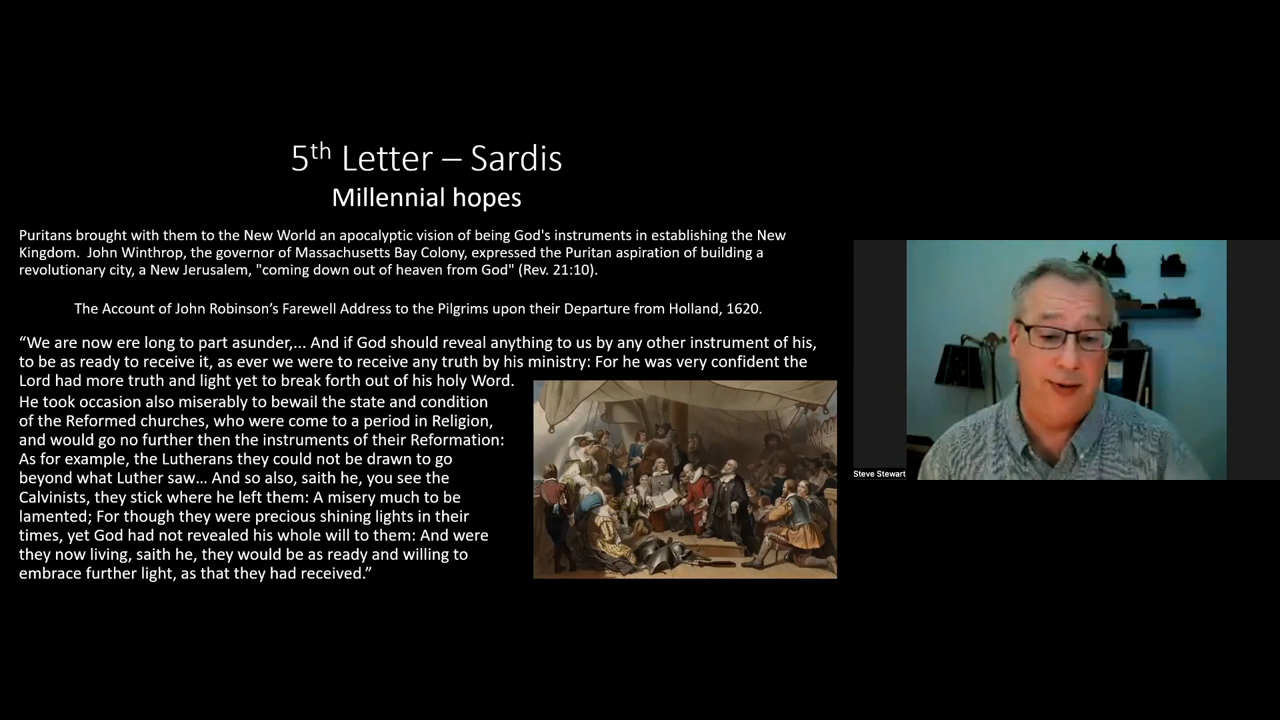 5th Letter – Sardis
Millennial hopes
Puritans brought with them to the New World an apocalyptic vision of being God's instruments in establishing the New
Kingdom.  John Winthrop, the governor of Massachusetts Bay Colony, expressed the Puritan aspiration of building a
revolutionary city, a New Jerusalem, "coming down out of heaven from God" (Rev. 21:10).
The Account of John Robinson’s Farewell Address to the Pilgrims upon their Departure from Holland, 1620.
“We are now ere long to part asunder,... And if God should reveal anything to us by any other instrument of his,
to be as ready to receive it, as ever we were to receive any truth by his ministry: For he was very confident the
Lord had more truth and light yet to break forth out of his holy Word.
He took occasion also miserably to bewail the state and condition
of the Reformed churches, who were come to a period in Religion,
and would go no further then the instruments of their Reformation:
As for example, the Lutherans they could not be drawn to go
beyond what Luther saw… And so also, saith he, you see the
Calvinists, they stick where he left them: A misery much to be
lamented; For though they were precious shining lights in their
times, yet God had not revealed his whole will to them: And were
they now living, saith he, they would be as ready and willing to
embrace further light, as that they had received.”
Steve Stewart